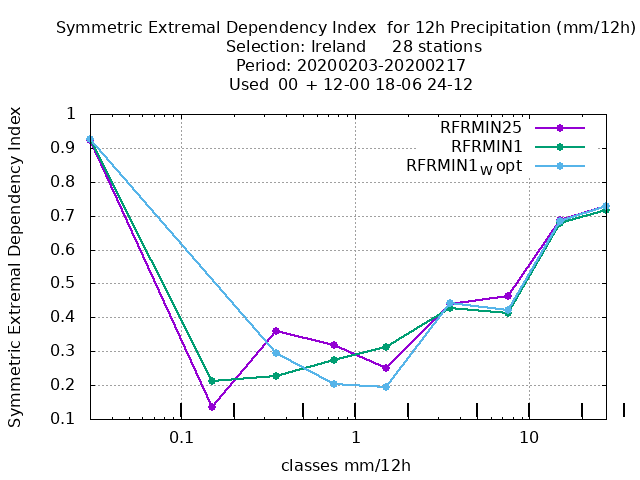 Symmetric Extremal Dependency Index  for 12h Precipitation (mm/12h)
Selection: Ireland     28 stations
Period: 20200203-20200217
Used  00  + 12-00 18-06 24-12
RFRMIN25
RFRMIN1
RFRMIN1W opt
Symmetric Extremal Dependency Index
1
0.9
0.8
0.7
0.6
0.5
0.4
0.3
0.2
0.1
0.1 1 10
classes mm/12h